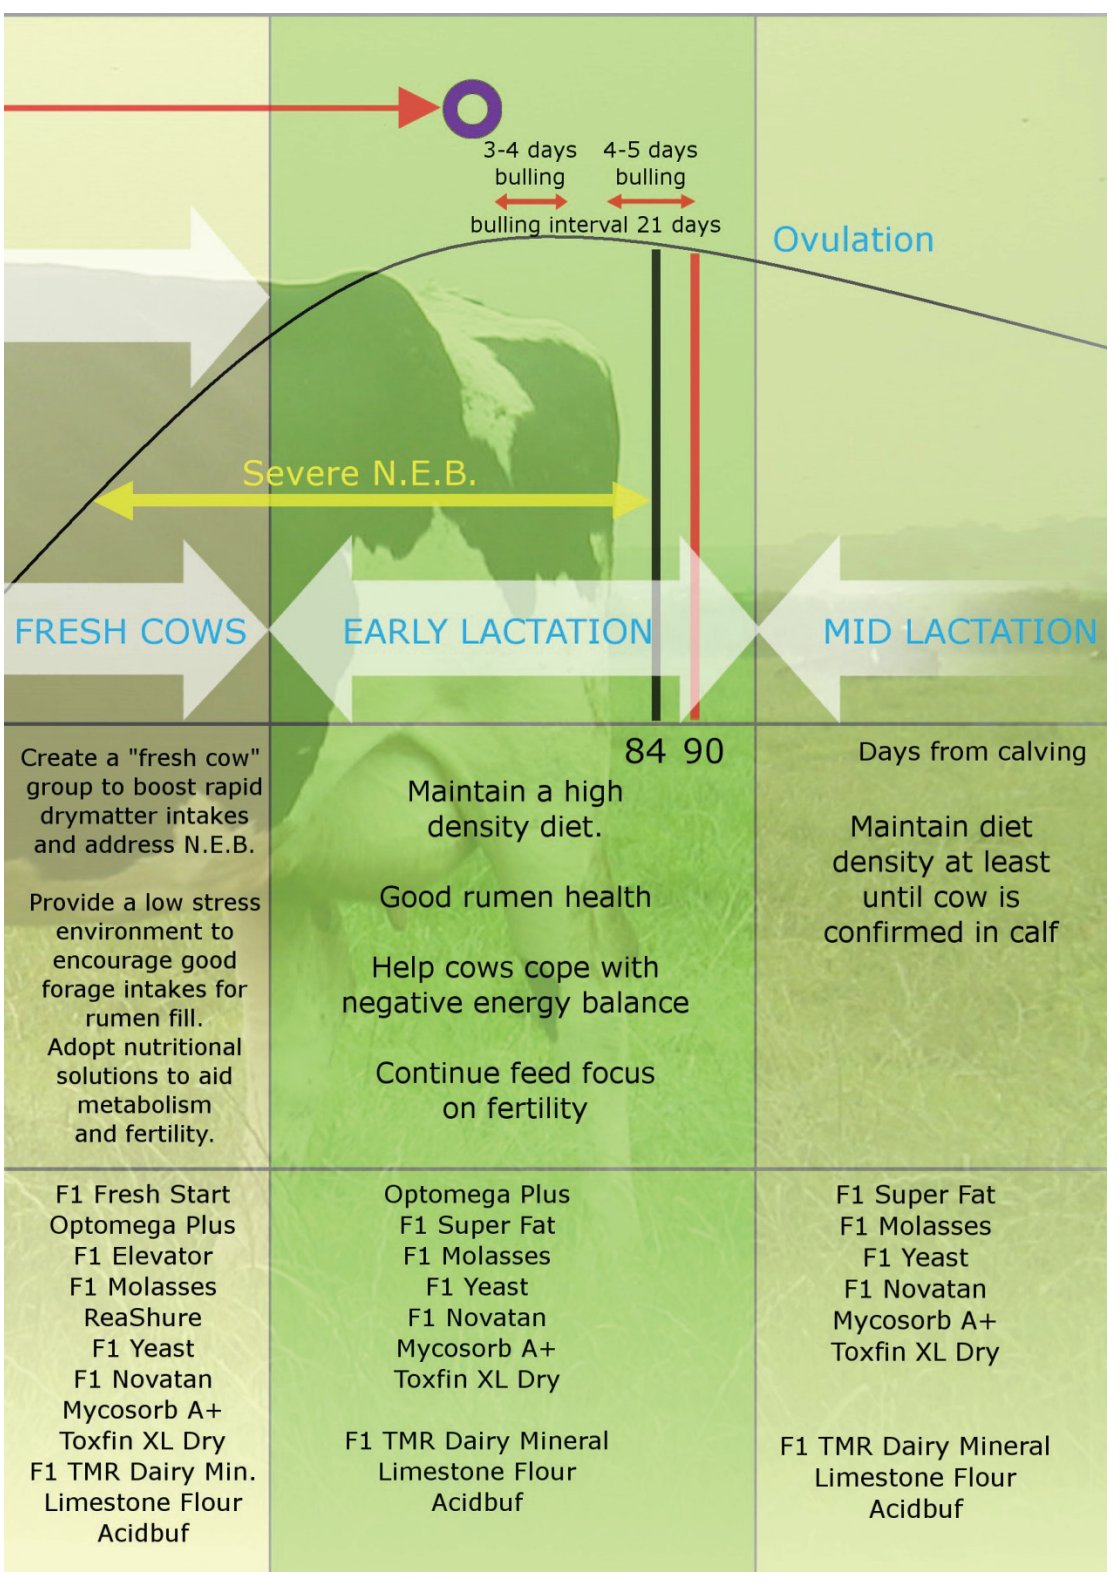 3-4 days
bulling
4-5 days
bulling
bulling interval 21 days
Ovulation
Severe N.E.B.
FRESH COWS
EARLY LACTATION
MID LACTATION
84
90
Days from calving
Create a "fresh cow"
group to boost rapid
drymatter intakes
and address N.E.B.
Provide a low stress
environment to
encourage good
forage intakes for
rumen fill.
Adopt nutritional
solutions to aid
metabolism
and fertility.
Maintain a high
density diet.
Good rumen health
Help cows cope with
negative energy balance
Continue feed focus
on fertility
Maintain diet
density at least
until cow is
confirmed in calf
F1 Fresh Start
Optomega Plus
F1 Elevator
F1 Molasses
ReaShure
F1 Yeast
F1 Novatan
Mycosorb A+
Toxfin XL Dry
F1 TMR Dairy Min.
Limestone Flour
Acidbuf
Optomega Plus
F1 Super Fat
F1 Molasses
F1 Yeast
F1 Novatan
Mycosorb A+
Toxfin XL Dry
F1 TMR Dairy Mineral
Limestone Flour
Acidbuf
F1 Super Fat
F1 Molasses
F1 Yeast
F1 Novatan
Mycosorb A+
Toxfin XL Dry
F1 TMR Dairy Mineral
Limestone Flour
Acidbuf